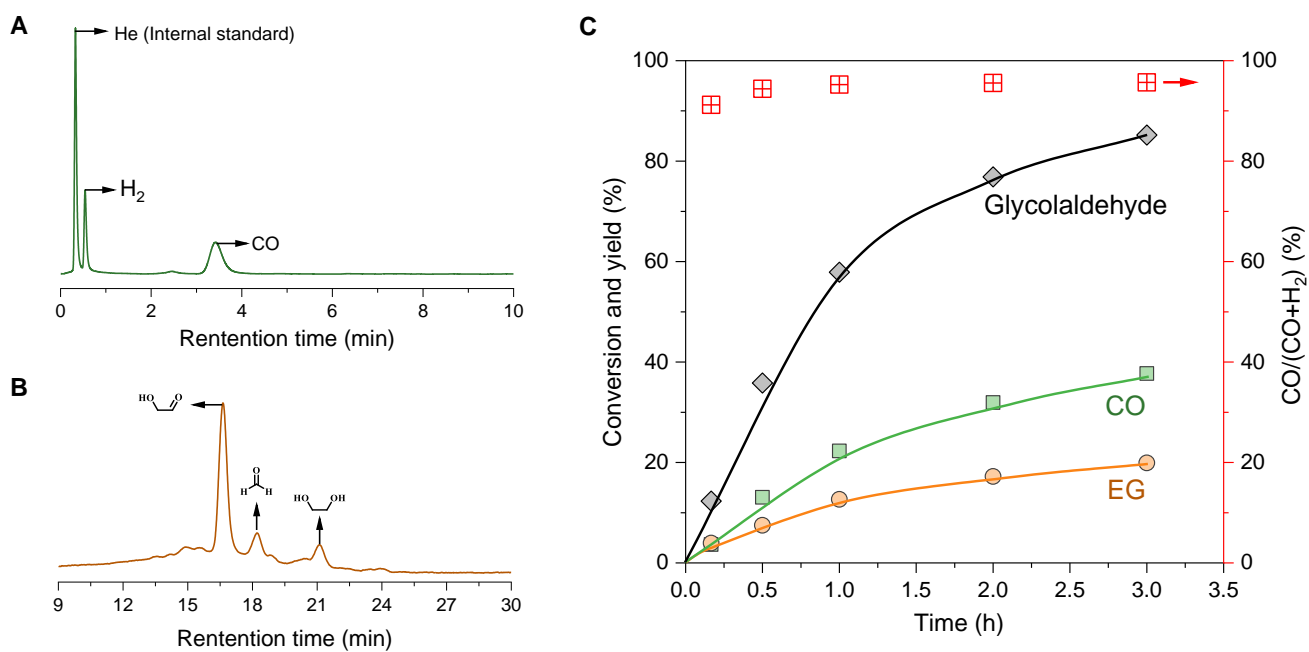 A
He (Internal standard)
H2
CO
0 2 4 6 8 10
Rentention time (min)
B
HO O
O
H H
HO OH
9 12 15 18 21 24 27 30
Rentention time (min)
C
100
80
60
40
20
0
Conversion and yield (%)
Glycolaldehyde
CO
EG
0.0 0.5 1.0 1.5 2.0 2.5 3.0 3.5
Time (h)
100
80
60
40
20
0
CO/(CO+H2) (%)